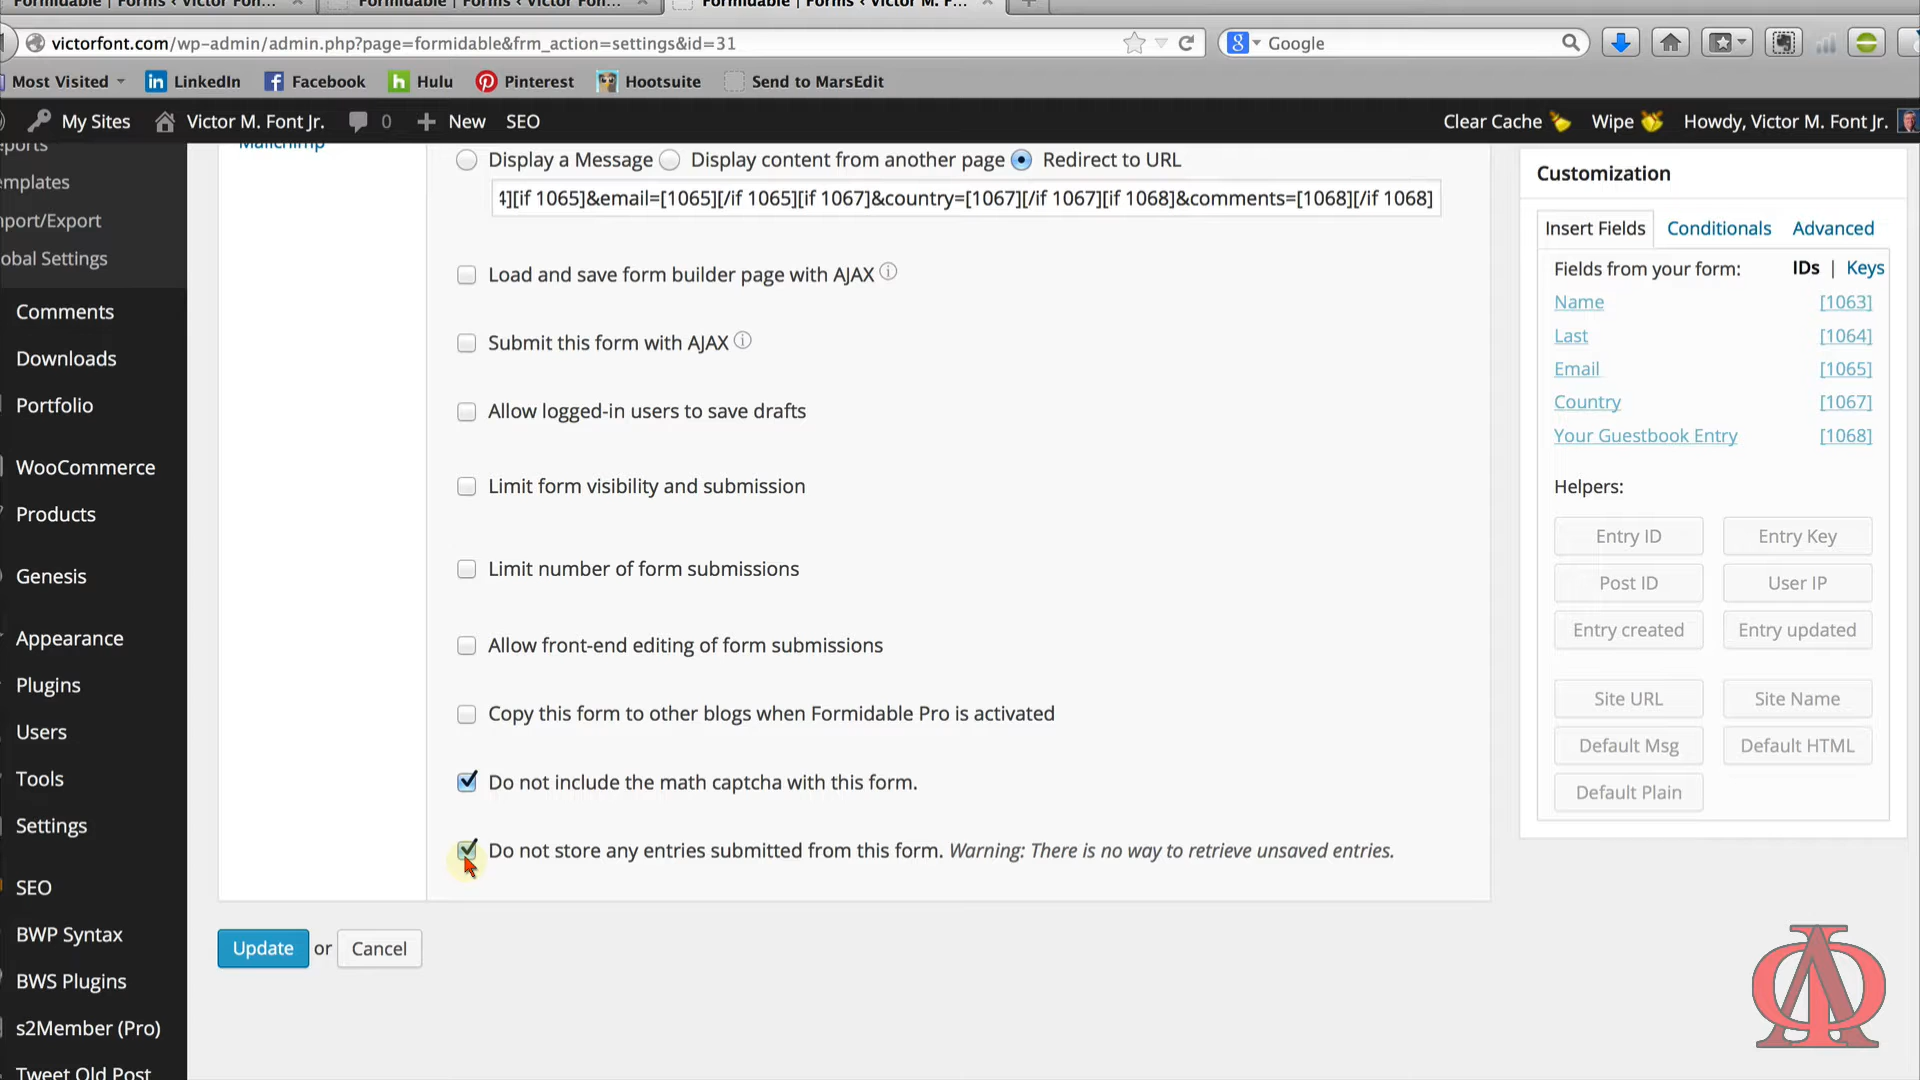 Formidable | Forms ‹ Victor Font...
Formidable | Forms ‹ Victor Fon...
Formidable | Forms ‹ Victor M. F...
victorfont.com/wp-admin/admin.php?page=formidable&frm_action=settings&id=31
Google
Most Visited LinkedIn Facebook Hulu Pinterest Hootsuite Send to MarsEdit
My Sites Victor M. Font Jr. 0 New SEO Clear Cache Wipe Howdy, Victor M. Font Jr.
eports
emplates
mport/Export
obal Settings
Comments
Downloads
Portfolio
WooCommerce
Products
Genesis
Appearance
Plugins
Users
Tools
Settings
SEO
BWP Syntax
BWS Plugins
s2Member (Pro)
Tweet Old Post
Mailchimp
Display a Message Display content from another page Redirect to URL
][if 1065]&email=[1065][/if 1065][if 1067]&country=[1067][/if 1067][if 1068]&comments=[1068][/if 1068]
Load and save form builder page with AJAX
Submit this form with AJAX
Allow logged-in users to save drafts
Limit form visibility and submission
Limit number of form submissions
Allow front-end editing of form submissions
Copy this form to other blogs when Formidable Pro is activated
Do not include the math captcha with this form.
Do not store any entries submitted from this form. Warning: There is no way to retrieve unsaved entries.
Update or Cancel
Customization
Insert Fields Conditionals Advanced
Fields from your form: IDs | Keys
Name [1063]
Last [1064]
Email [1065]
Country [1067]
Your Guestbook Entry [1068]
Helpers:
Entry ID Entry Key
Post ID User IP
Entry created Entry updated
Site URL Site Name
Default Msg Default HTML
Default Plain